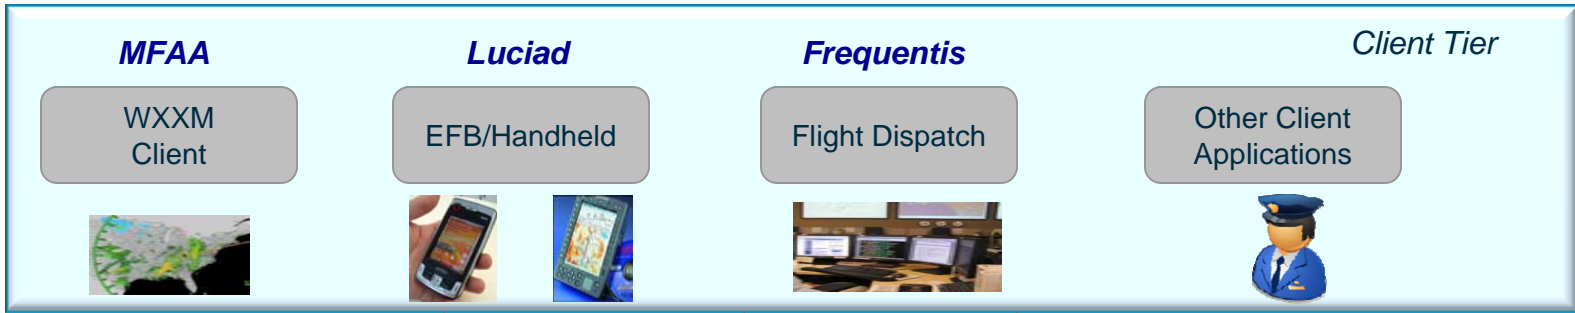 MFAA
Luciad
Frequentis
Client Tier
WXXM
Client
EFB/Handheld
Flight Dispatch
Other Client
Applications